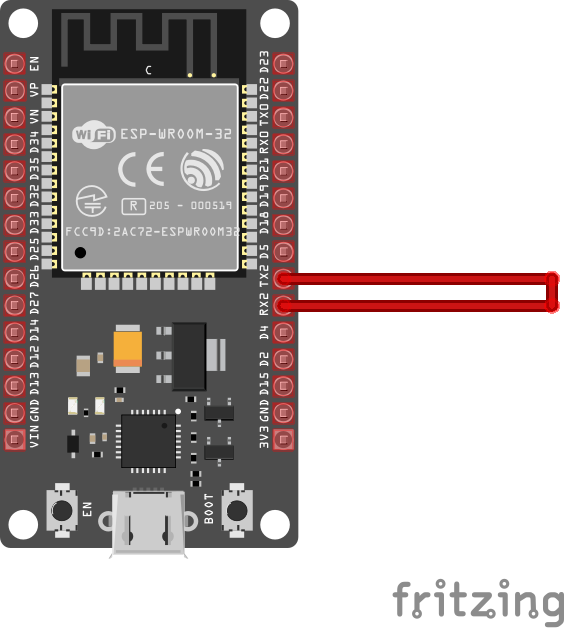 C
WiFi ESP-WROOM-32
CE
R 205 - 000519
FCC9D:2AC72-ESPWROOM32
EN
VP
VN
D34
D35
D32
D33
D25
D26
D27
D14
D12
D13
GND
VIN
D23
D22
TX0
RX0
D21
D19
D18
D5
TX2
RX2
D4
D2
D15
GND
3V3
EN
BOOT
fritzing